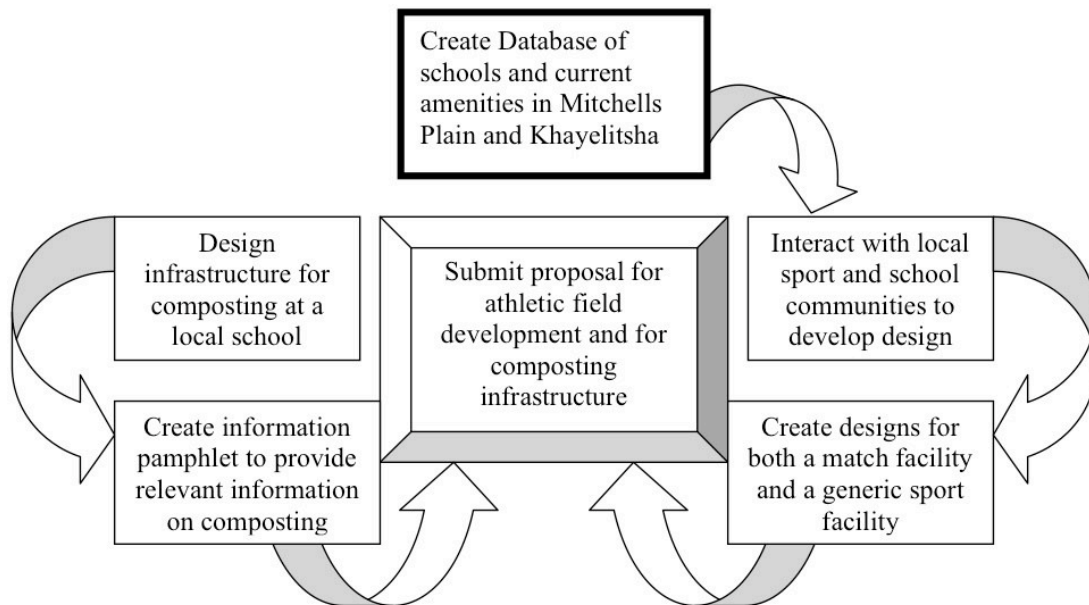 Create Database of
schools and current
amenities in Mitchells
Plain and Khayelitsha
Design
infrastructure for
composting at a
local school
Submit proposal for
athletic field
development and for
composting
infrastructure
Interact with local
sport and school
communities to
develop design
Create information
pamphlet to provide
relevant information
on composting
Create designs for
both a match facility
and a generic sport
facility